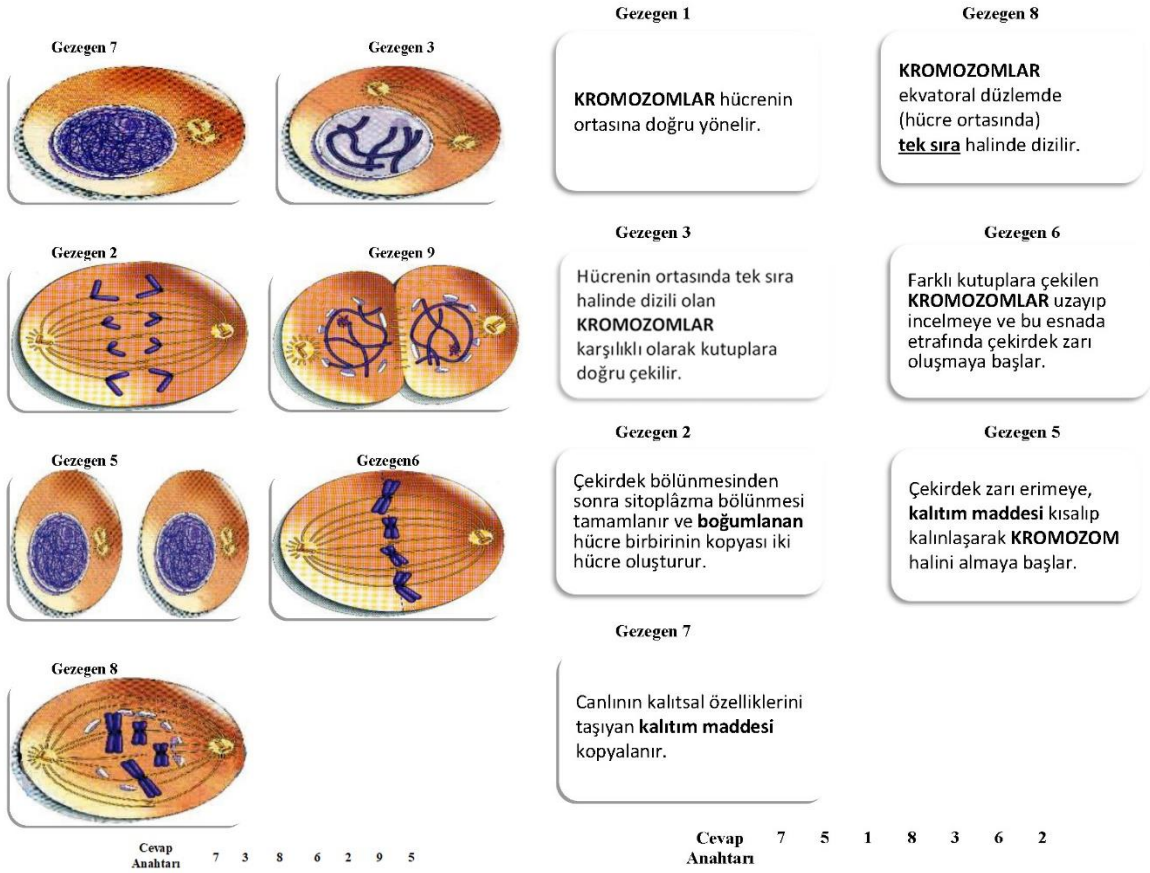 Gezegen 7
Gezegen 3
Gezegen 2
Gezegen 9
Gezegen 5
Gezegen6
Gezegen 8
Cevap
Anahtarı
7 3 8 6 2 9 5
Gezegen 1
KROMOZOMLAR hücrenin
ortasına doğru yönelir.
Gezegen 8
KROMOZOMLAR
ekvatoral düzlemde
(hücre ortasında)
tek sıra halinde dizilir.
Gezegen 3
Hücrenin ortasında tek sıra
halinde dizili olan
KROMOZOMLAR
karşılıklı olarak kutuplara
doğru çekilir.
Gezegen 6
Farklı kutuplara çekilen
KROMOZOMLAR uzayıp
incelmeye ve bu esnada
etrafında çekirdek zarı
oluşmaya başlar.
Gezegen 2
Çekirdek bölünmesinden
sonra sitoplâzma bölünmesi
tamamlanır ve boğumlanan
hücre birbirinin kopyası iki
hücre oluşturur.
Gezegen 5
Çekirdek zarı erimeye,
kalıtım maddesi kısalıp
kalınlaşarak KROMOZOM
halini almaya başlar.
Gezegen 7
Canlının kalıtsal özelliklerini
taşıyan kalıtım maddesi
kopyalanır.
Cevap
Anahtarı
7 5 1 8 3 6 2